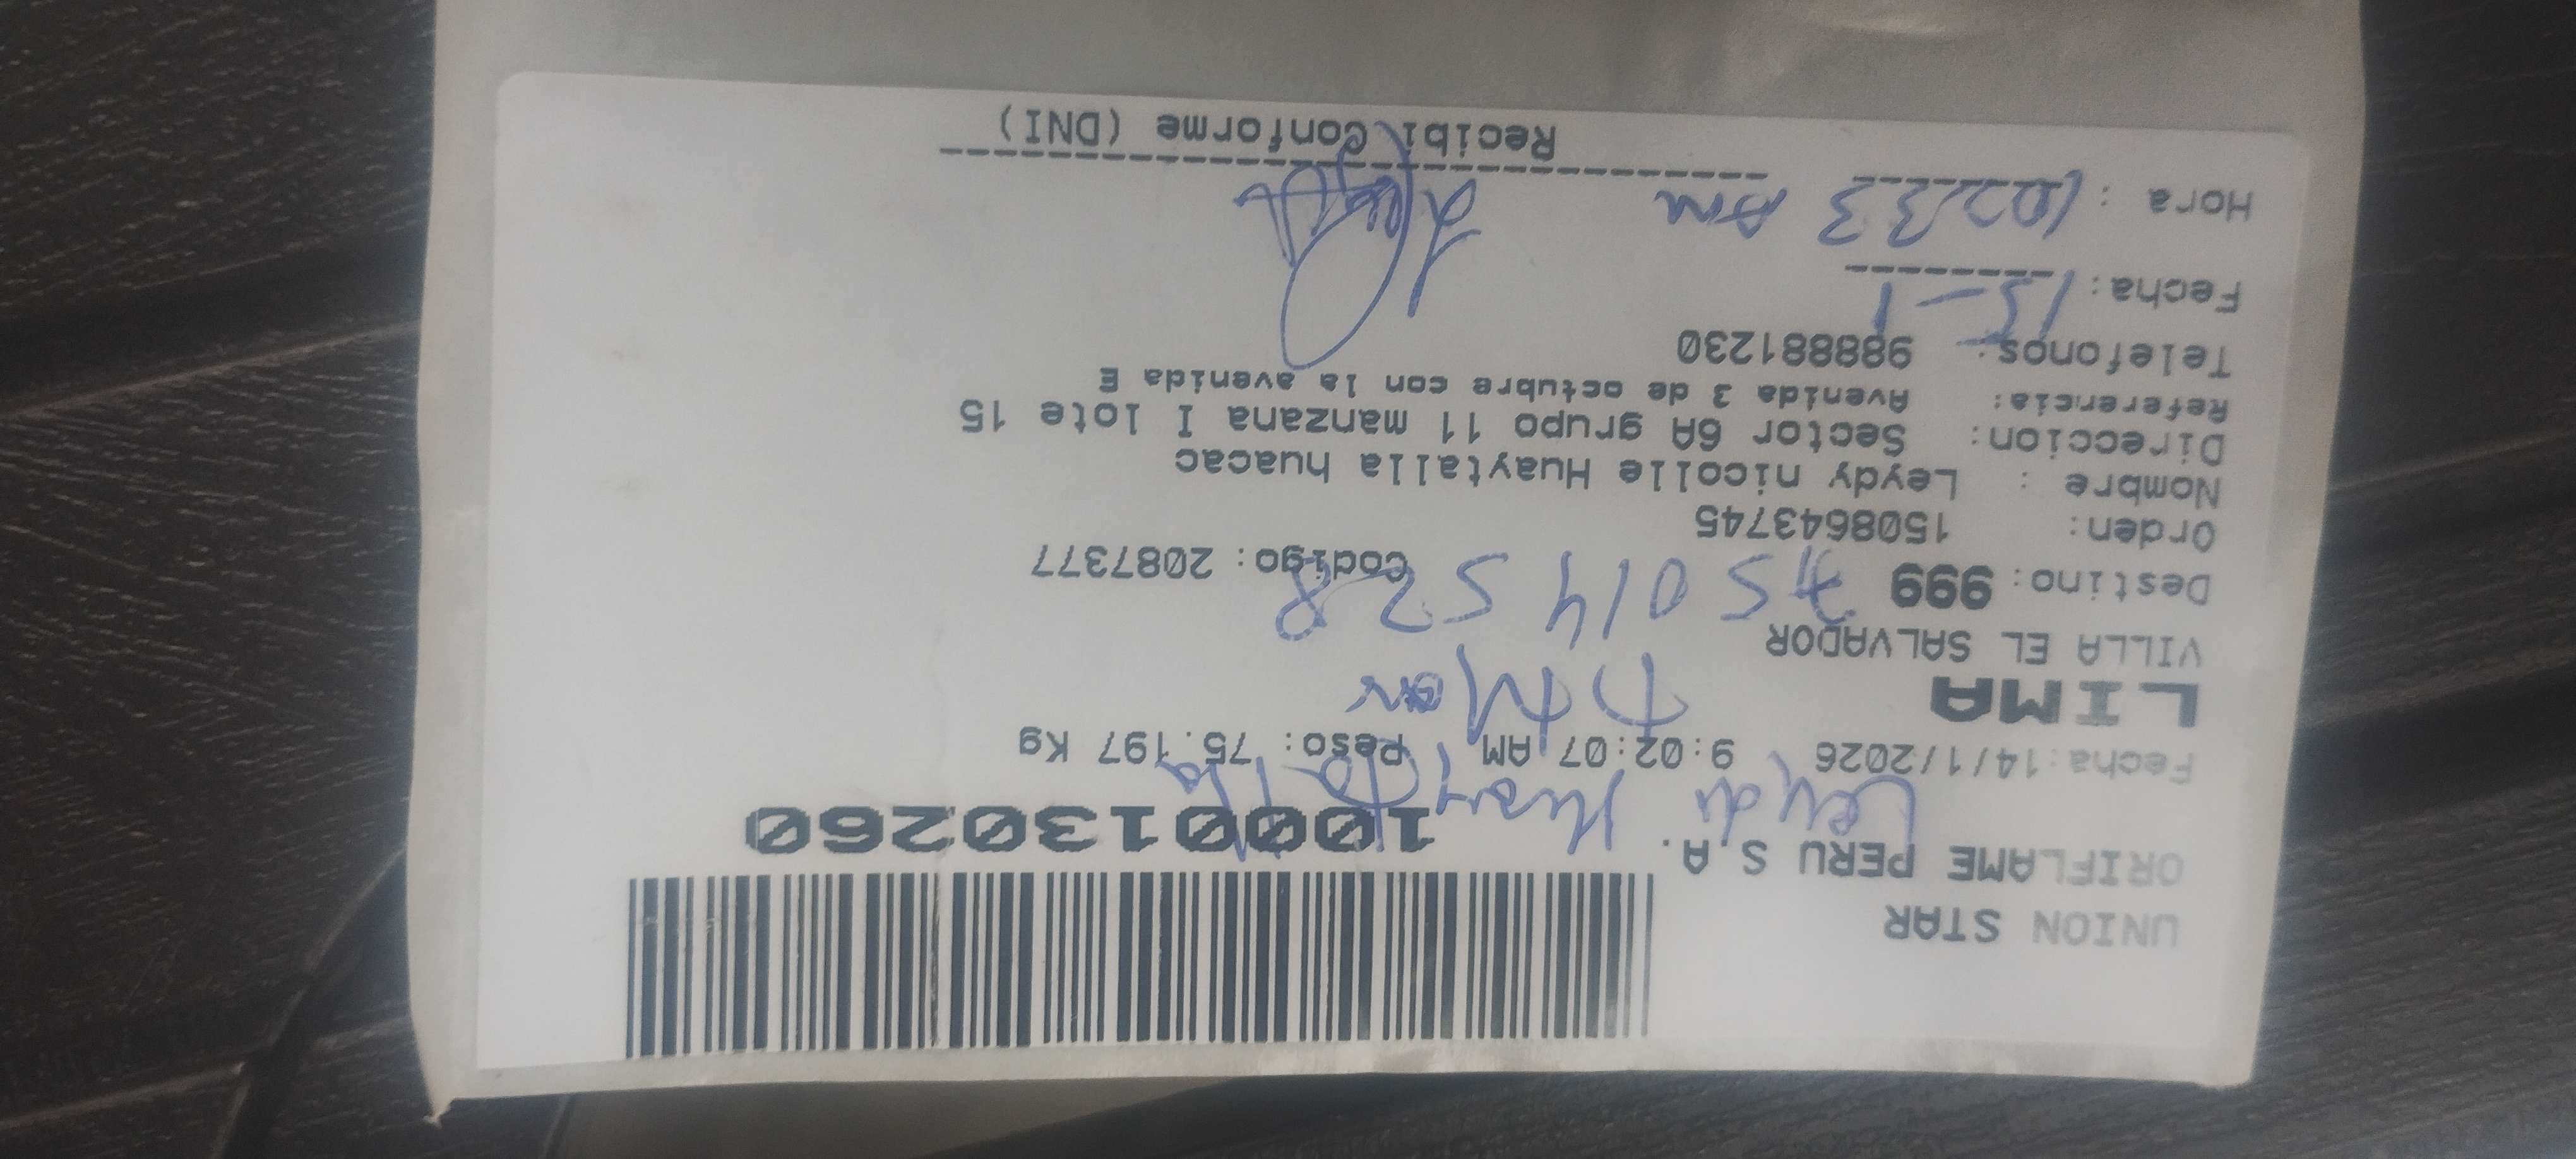 UNION STAR
ORIFLAME PERU S.A.
10000130260
Leydi Huaytalla
Fecha:14/1/2026 9:02:07 AM Peso: 75.197 Kg
LIMA
VILLA EL SALVADOR
75014528
Destino: 999 Codigo: 2087377
Orden: 1508643745
Nombre : Leydy nicolle Huaytalla huacac
Direccion: Sector 6A grupo 11 manzana I lote 15
Referencia: Avenida 3 de octubre con la avenida E
Telefonos: 988881230
Fecha: 15-1
Hora : 10:33 Am
Recibi Conforme (DNI)